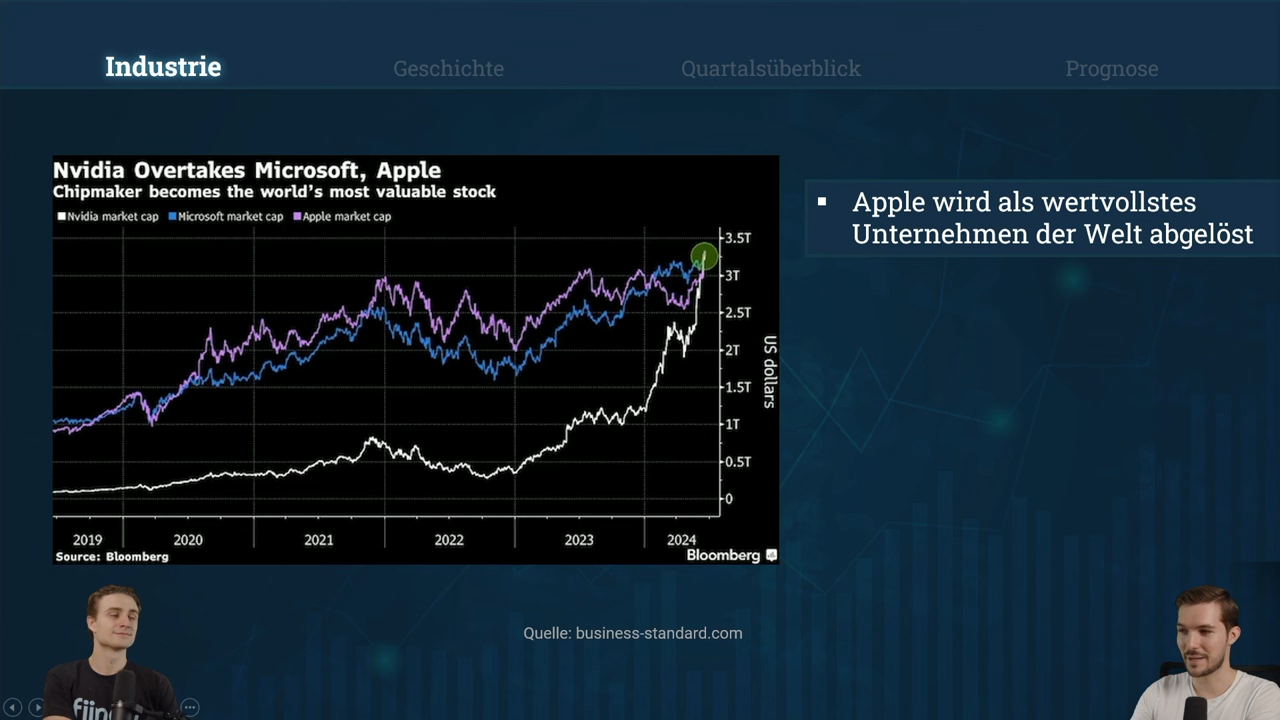 Industrie
Geschichte
Quartalsüberblick
Prognose
Nvidia Overtakes Microsoft, Apple
Chipmaker becomes the world's most valuable stock
Nvidia market cap
Microsoft market cap
Apple market cap
3.5T
3T
2.5T
2T
1.5T
1T
0.5T
0
US dollars
2019
2020
2021
2022
2023
2024
Source: Bloomberg
Bloomberg
Apple wird als wertvollstes
Unternehmen der Welt abgelöst
Quelle: business-standard.com